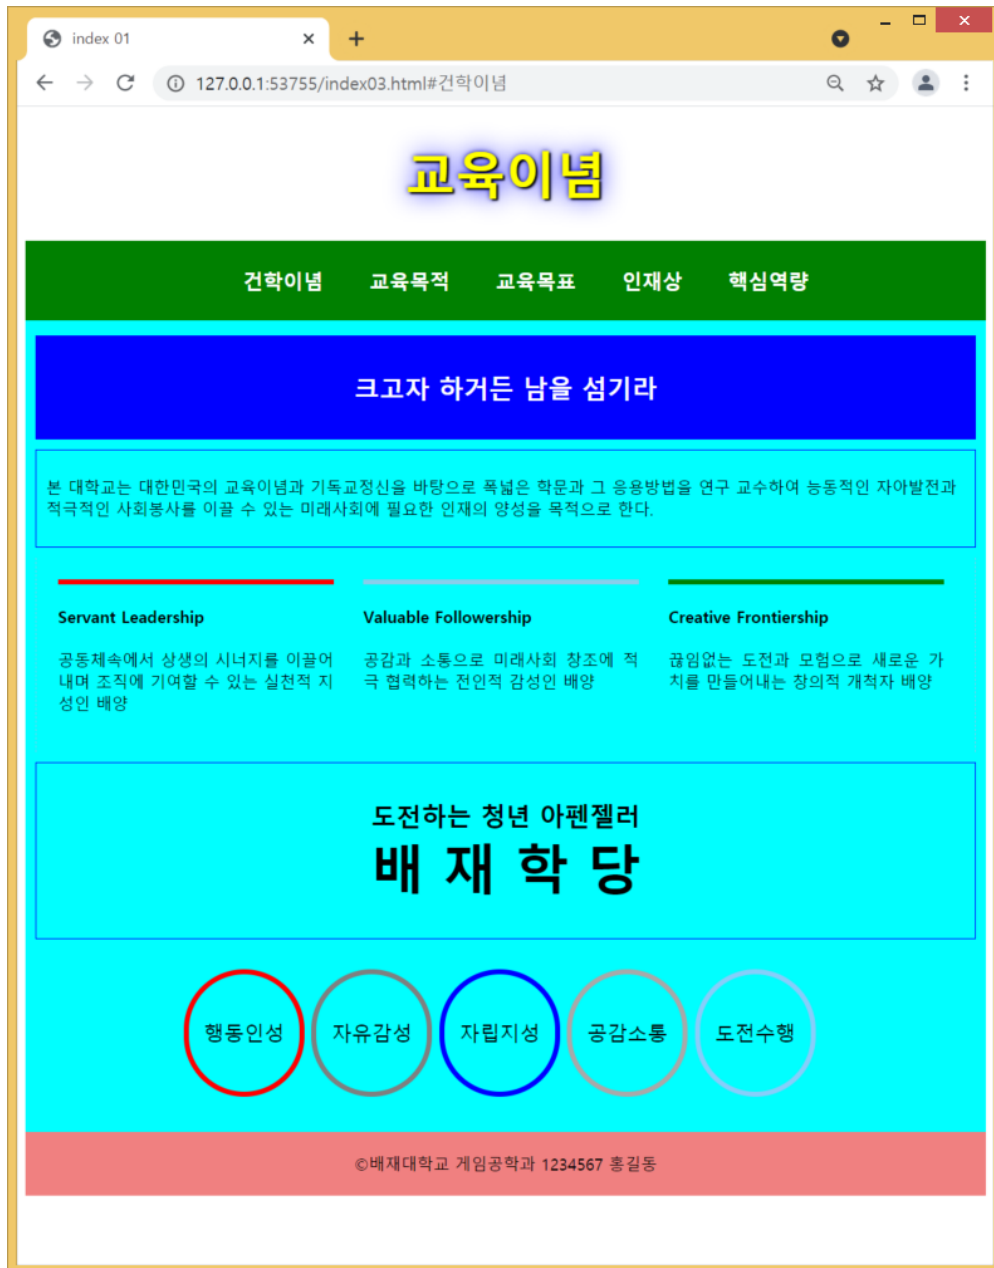 index 01
127.0.0.1:53755/index03.html#건학이념
교육이념
건학이념 교육목적 교육목표 인재상 핵심역량
크고자 하거든 남을 섬기라
본 대학교는 대한민국의 교육이념과 기독교정신을 바탕으로 폭넓은 학문과 그 응용방법을 연구 교수하여 능동적인 자아발전과
적극적인 사회봉사를 이끌 수 있는 미래사회에 필요한 인재의 양성을 목적으로 한다.
Servant Leadership
공동체속에서 상생의 시너지를 이끌어
내며 조직에 기여할 수 있는 실천적 지
성인 배양
Valuable Followership
공감과 소통으로 미래사회 창조에 적
극 협력하는 전인적 감성인 배양
Creative Frontiership
끊임없는 도전과 모험으로 새로운 가
치를 만들어내는 창의적 개척자 배양
도전하는 청년 아펜젤러
배 재 학 당
행동인성 자유감성 자립지성 공감소통 도전수행
©배재대학교 게임공학과 1234567 홍길동